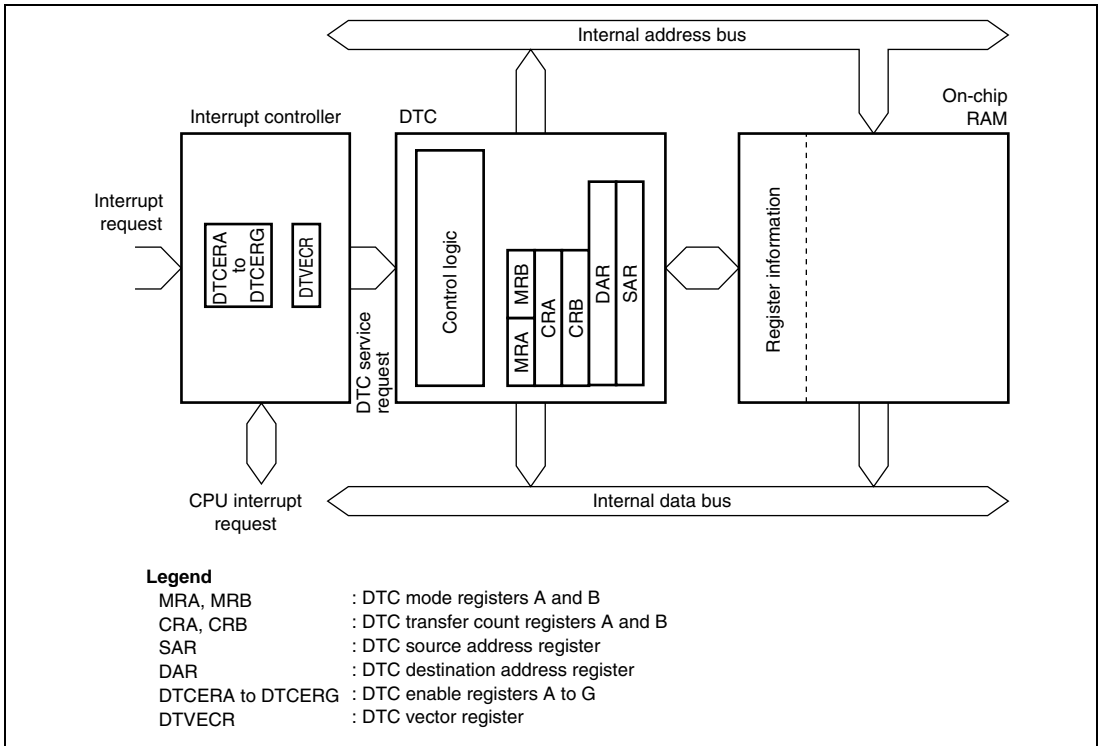 Internal address bus
Interrupt controller
DTC
On-chip
RAM
Interrupt
request
DTCERA
to
DTCERG
DTVECR
DTC service
request
Control logic
MRA
MRB
CRA
CRB
DAR
SAR
Register information
CPU interrupt
request
Internal data bus
Legend
MRA, MRB : DTC mode registers A and B
CRA, CRB : DTC transfer count registers A and B
SAR : DTC source address register
DAR : DTC destination address register
DTCERA to DTCERG : DTC enable registers A to G
DTVECR : DTC vector register